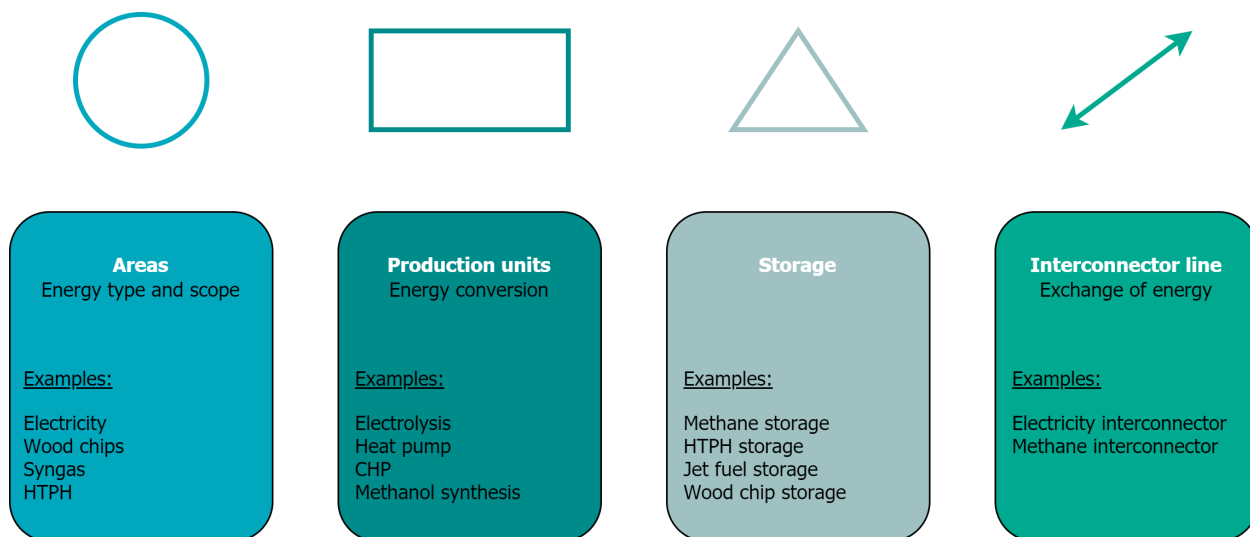 Areas
Energy type and scope
Examples:
Electricity
Wood chips
Syngas
HTPH
Production units
Energy conversion
Examples:
Electrolysis
Heat pump
CHP
Methanol synthesis
Storage
Examples:
Methane storage
HTPH storage
Jet fuel storage
Wood chip storage
Interconnector line
Exchange of energy
Examples:
Electricity interconnector
Methane interconnector